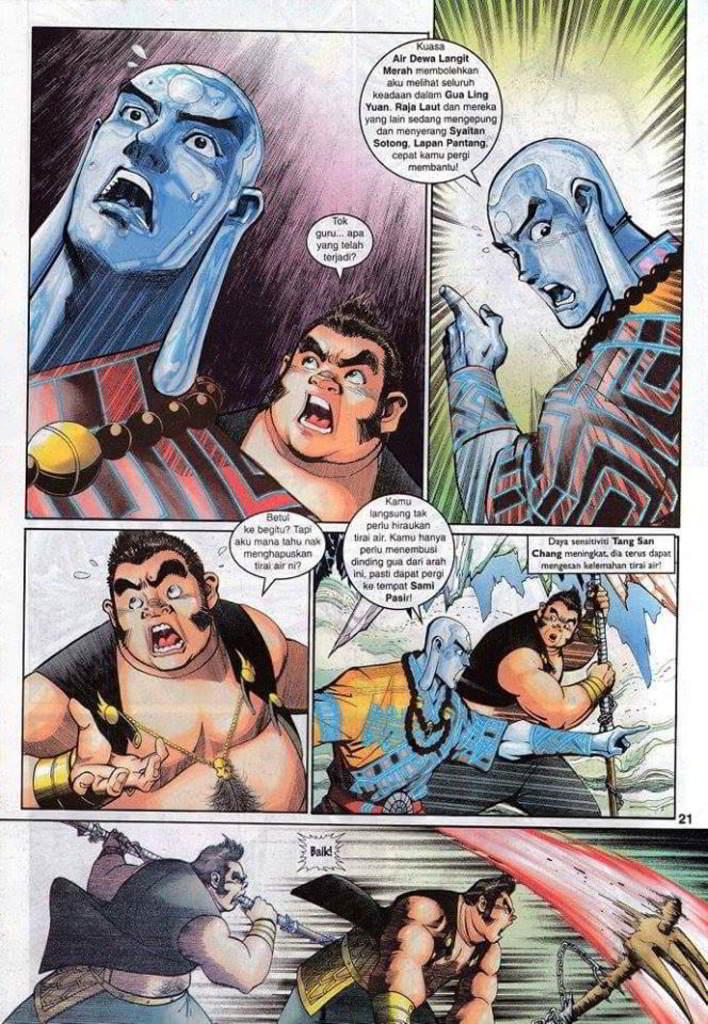 Tok
guru... apa
yang telah
terjadi?
Kuasa
Air Dewa Langit
Merah membolehkan
aku melihat seluruh
keadaan dalam Gua Ling
Yuan. Raja Laut dan mereka
yang lain sedang mengepung
dan menyerang Syaitan
Sotong, Lapan Pantang,
cepat kamu pergi
membantu!
Betul
ke begitu? Tapi
aku mana tahu nak
menghapuskan
tirai air ni?
Kamu
langsung tak
perlu hiraukan
tirai air. Kamu hanya
perlu menembusi
dinding gua dari arah
ini, pasti dapat pergi
ke tempat Sami
Pasir!
Daya sensitiviti Tang San
Chang meningkat, dia terus dapat
mengesan kelemahan tirai air!
21
Baik!